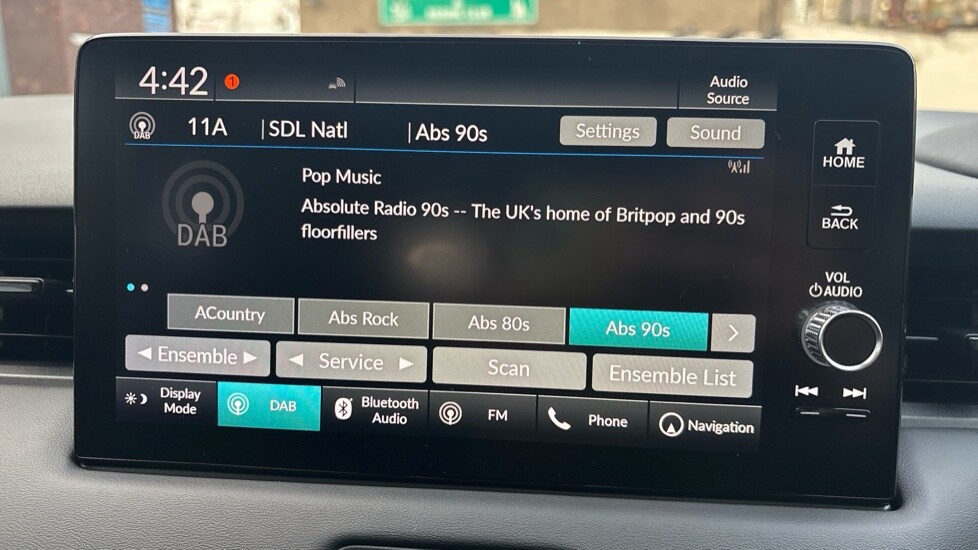 4:42
1
Audio
Source
DAB
11A
SDL Natl
Abs 90s
Settings
Sound
HOME
Pop Music
Absolute Radio 90s -- The UK's home of Britpop and 90s
floorfillers
DAB
BACK
VOL
AUDIO
ACountry
Abs Rock
Abs 80s
Abs 90s
Ensemble
Service
Scan
Ensemble List
Display
Mode
DAB
Bluetooth
Audio
FM
Phone
Navigation